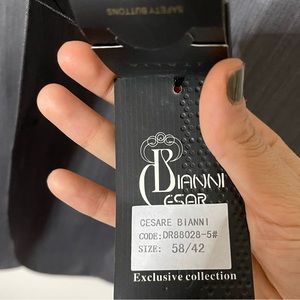 SAFETY BUTTONS
BIANNI
CESAR
CESARE BIANNI
CODE:DR88028-5#
SIZE: 58/42
Exclusive collection